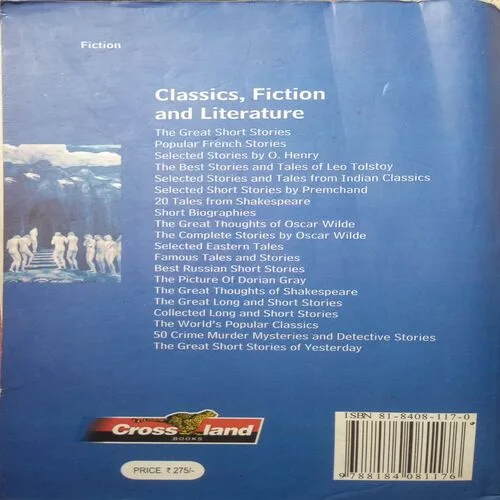 Fiction
Classics, Fiction
and Literature
The Great Short Stories
Popular French Stories
Selected Stories by O. Henry
The Best Stories and Tales of Leo Tolstoy
Selected Stories and Tales from Indian Classics
Selected Short Stories by Premchand
20 Tales from Shakespeare
Short Biographies
The Great Thoughts of Oscar Wilde
The Complete Stories by Oscar Wilde
Selected Eastern Tales
Famous Tales and Stories
Best Russian Short Stories
The Picture Of Dorian Gray
The Great Thoughts of Shakespeare
The Great Long and Short Stories
Collected Long and Short Stories
The World's Popular Classics
50 Crime Murder Mysteries and Detective Stories
The Great Short Stories of Yesterday
Cross land
BOOKS
PRICE ₹ 275/-
ISBN 81-8408-117-0
9 788184 081176